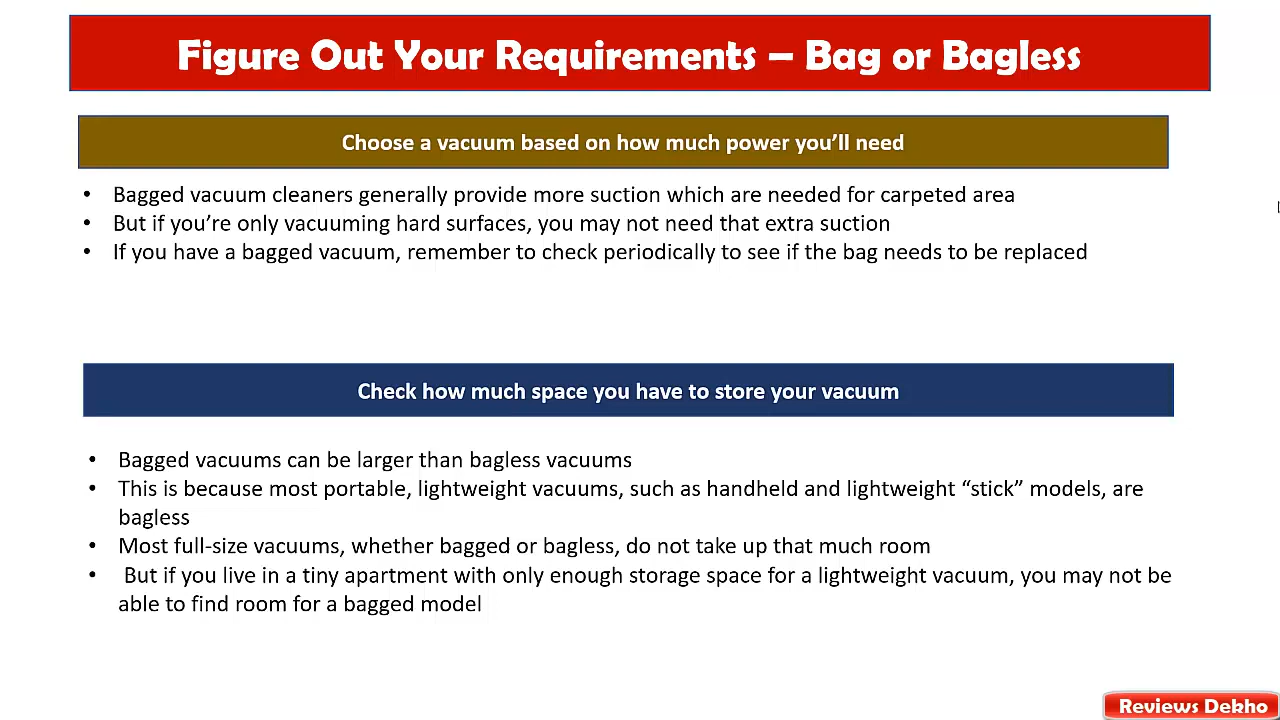 Figure Out Your Requirements – Bag or Bagless
Choose a vacuum based on how much power you’ll need
• Bagged vacuum cleaners generally provide more suction which are needed for carpeted area
• But if you’re only vacuuming hard surfaces, you may not need that extra suction
• If you have a bagged vacuum, remember to check periodically to see if the bag needs to be replaced
Check how much space you have to store your vacuum
• Bagged vacuums can be larger than bagless vacuums
• This is because most portable, lightweight vacuums, such as handheld and lightweight “stick” models, are
bagless
• Most full-size vacuums, whether bagged or bagless, do not take up that much room
• But if you live in a tiny apartment with only enough storage space for a lightweight vacuum, you may not be
able to find room for a bagged model
Reviews Dekho